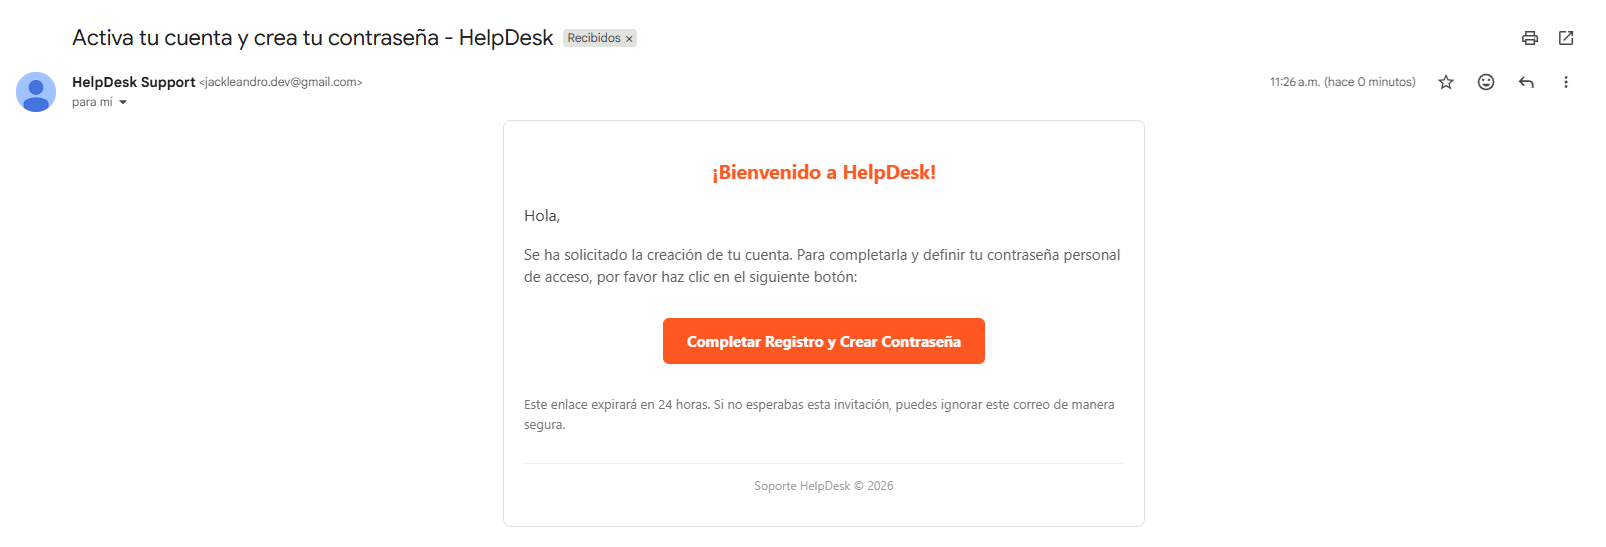 Activa tu cuenta y crea tu contraseña - HelpDesk Recibidos ×
HelpDesk Support <jackleandro.dev@gmail.com> 11:26 a.m. (hace 0 minutos)
para mí
¡Bienvenido a HelpDesk!
Hola,
Se ha solicitado la creación de tu cuenta. Para completarla y definir tu contraseña personal
de acceso, por favor haz clic en el siguiente botón:
Completar Registro y Crear Contraseña
Este enlace expirará en 24 horas. Si no esperabas esta invitación, puedes ignorar este correo de manera
segura.
Soporte HelpDesk © 2026